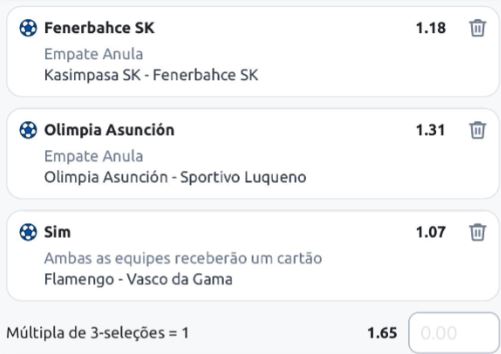 Fenerbahce SK 1.18
Empate Anula
Kasimpasa SK - Fenerbahce SK
Olimpia Asunción 1.31
Empate Anula
Olimpia Asunción - Sportivo Luqueno
Sim 1.07
Ambas as equipes receberão um cartão
Flamengo - Vasco da Gama
Múltipla de 3-seleções = 1 1.65 0.00